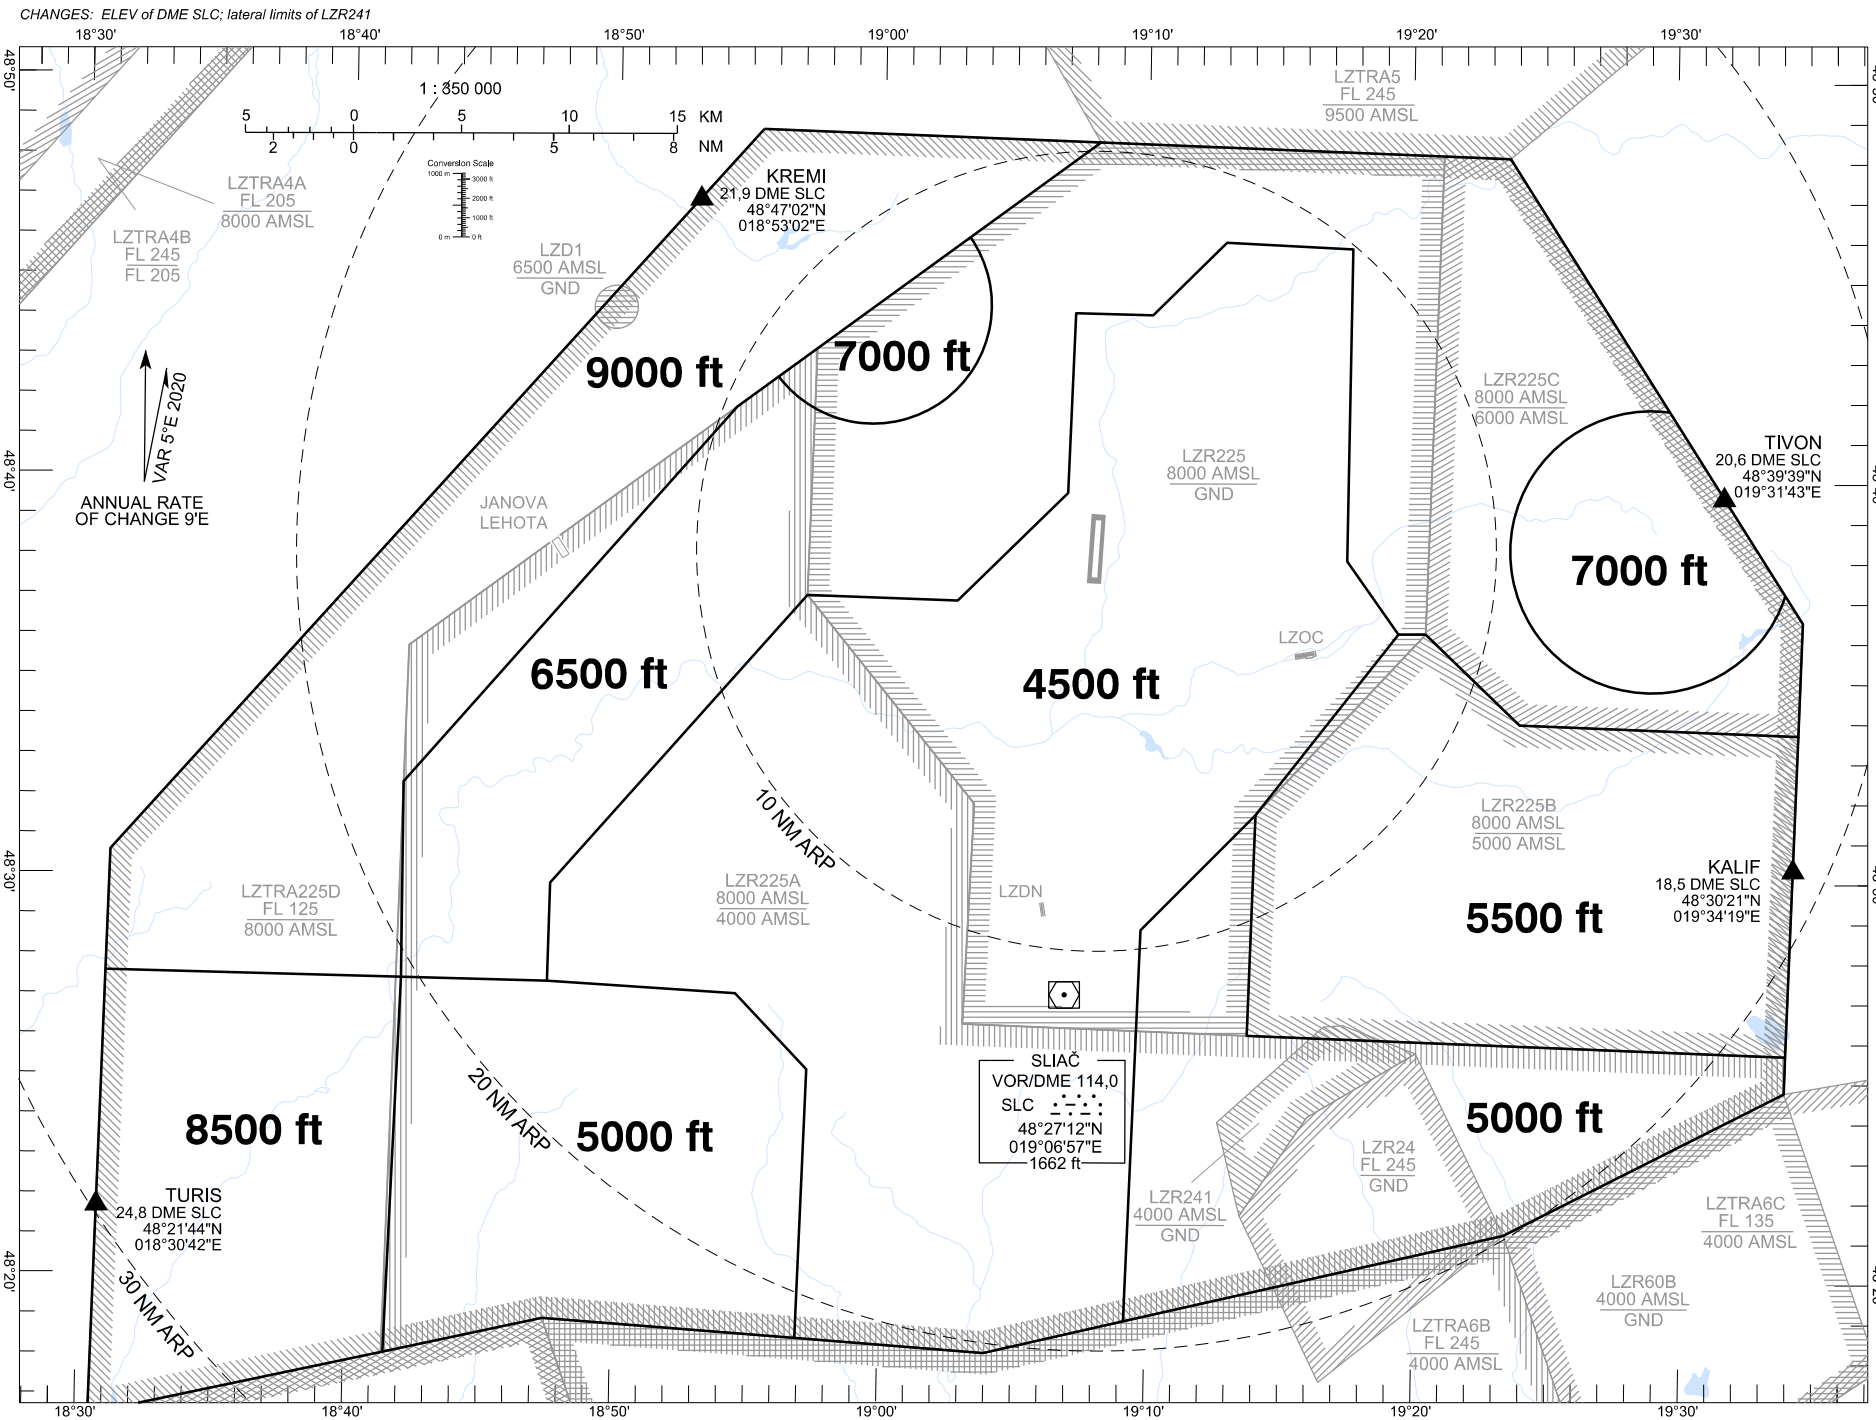 CHANGES: ELEV of DME SLC; lateral limits of LZR241
18°30'
18°40'
18°50'
19°00'
19°10'
19°20'
19°30'
48°50'
1 : 350 000
5 0 5 10 15 KM
2 0 5 8 NM
Conversion Scale
1000 m
3000 ft
2000 ft
1000 ft
0 m
0 ft
LZTRA5
FL 245
9500 AMSL
LZTRA4A
FL 205
8000 AMSL
LZTRA4B
FL 245
FL 205
KREMI
21,9 DME SLC
48°47'02"N
018°53'02"E
LZD1
6500 AMSL
GND
9000 ft
7000 ft
VAR 5°E 2020
ANNUAL RATE
OF CHANGE 9'E
LZR225C
8000 AMSL
6000 AMSL
LZR225
8000 AMSL
GND
TIVON
20,6 DME SLC
48°39'39"N
019°31'43"E
48°40'
JANOVA
LEHOTA
7000 ft
LZOC
6500 ft
4500 ft
10 NM ARP
LZR225B
8000 AMSL
5000 AMSL
48°30'
LZTRA225D
FL 125
8000 AMSL
LZR225A
8000 AMSL
4000 AMSL
LZDN
KALIF
18,5 DME SLC
48°30'21"N
019°34'19"E
5500 ft
SLIAČ
VOR/DME 114,0
SLC
48°27'12"N
019°06'57"E
1662 ft
20 NM ARP
8500 ft
5000 ft
5000 ft
LZR24
FL 245
GND
LZR241
4000 AMSL
GND
LZTRA6C
FL 135
4000 AMSL
TURIS
24,8 DME SLC
48°21'44"N
018°30'42"E
48°20'
30 NM ARP
LZR60B
4000 AMSL
GND
LZTRA6B
FL 245
4000 AMSL
18°30'
18°40'
18°50'
19°00'
19°10'
19°20'
19°30'